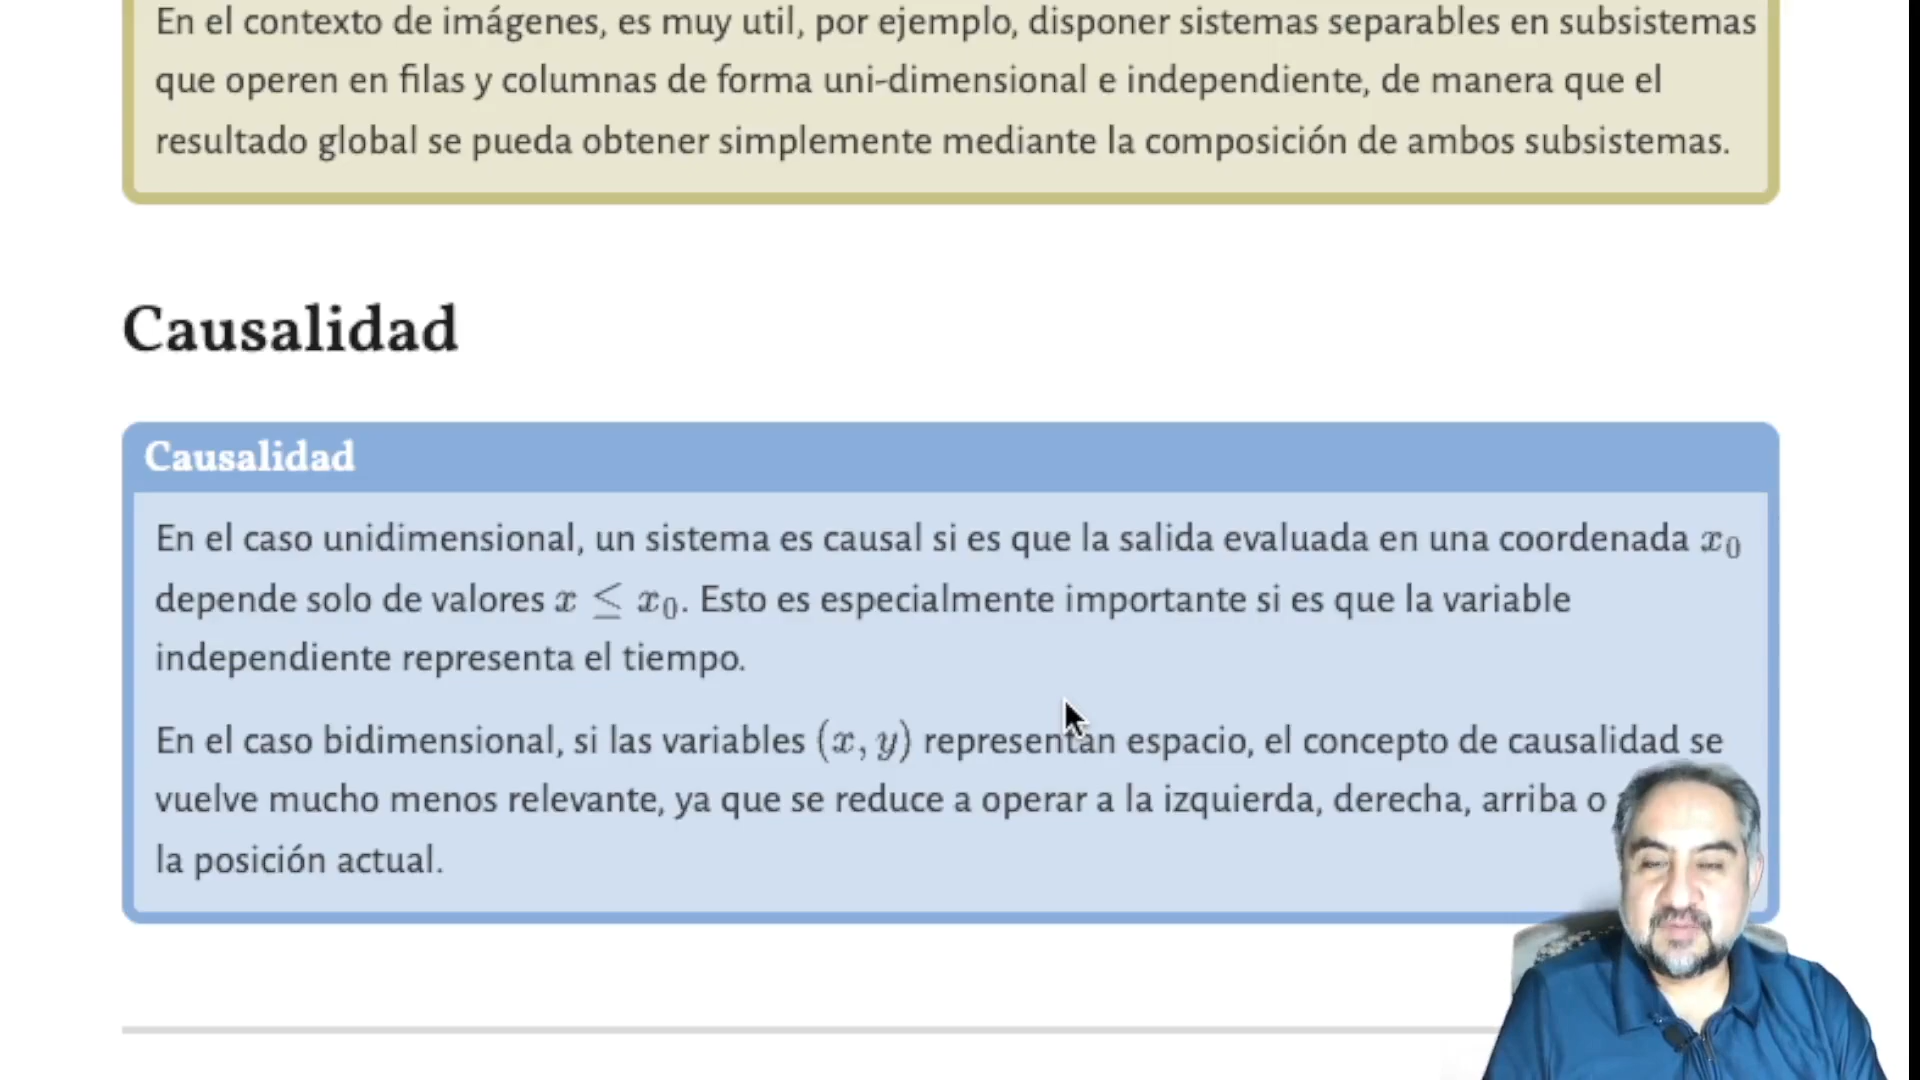 En el contexto de imágenes, es muy util, por ejemplo, disponer sistemas separables en subsistemas
que operen en filas y columnas de forma uni-dimensional e independiente, de manera que el
resultado global se pueda obtener simplemente mediante la composición de ambos subsistemas.
Causalidad
Causalidad
En el caso unidimensional, un sistema es causal si es que la salida evaluada en una coordenada x₀
depende solo de valores x ≤ x₀. Esto es especialmente importante si es que la variable
independiente representa el tiempo.
En el caso bidimensional, si las variables (x, y) representan espacio, el concepto de causalidad se
vuelve mucho menos relevante, ya que se reduce a operar a la izquierda, derecha, arriba o
la posición actual.